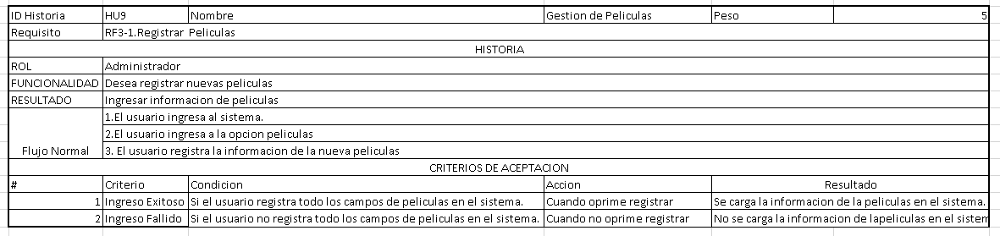 ID Historia HU9 Nombre Gestion de Peliculas Peso 5
Requisito RF3-1.Registrar Peliculas
HISTORIA
ROL Administrador
FUNCIONALIDAD Desea registrar nuevas peliculas
RESULTADO Ingresar informacion de peliculas
1.El usuario ingresa al sistema.
2.El usuario ingresa a la opcion peliculas
Flujo Normal 3. El usuario registra la informacion de la nueva peliculas
CRITERIOS DE ACEPTACION
# Criterio Condicion Accion Resultado
1 Ingreso Exitoso Si el usuario registra todo los campos de peliculas en el sistema. Cuando oprime registrar Se carga la informacion de la peliculas en el sistema.
2 Ingreso Fallido Si el usuario no registra todo los campos de peliculas en el sistema. Cuando no oprime registrar No se carga la informacion de lapeliculas en el sistem